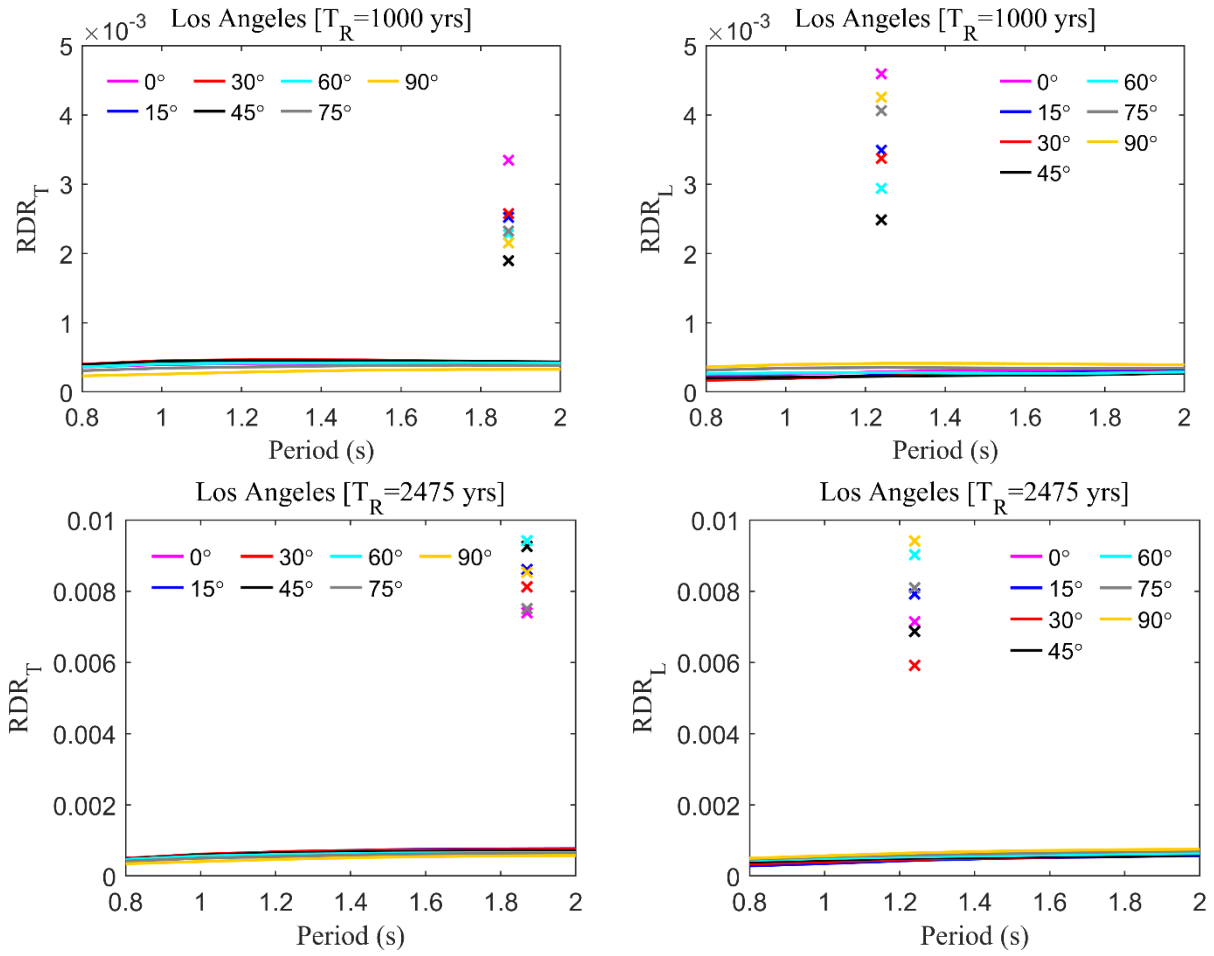 Los Angeles [T_R=1000 yrs]
×10^-3
5
4
3
2
1
0
RDR_T
0° 30° 60° 90°
15° 45° 75°
0.8 1 1.2 1.4 1.6 1.8 2
Period (s)
Los Angeles [T_R=1000 yrs]
×10^-3
5
4
3
2
1
0
RDR_L
0° 60°
15° 75°
30° 90°
45°
0.8 1 1.2 1.4 1.6 1.8 2
Period (s)
Los Angeles [T_R=2475 yrs]
0.01
0.008
0.006
0.004
0.002
0
RDR_T
0° 30° 60° 90°
15° 45° 75°
0.8 1 1.2 1.4 1.6 1.8 2
Period (s)
Los Angeles [T_R=2475 yrs]
0.01
0.008
0.006
0.004
0.002
0
RDR_L
0° 60°
15° 75°
30° 90°
45°
0.8 1 1.2 1.4 1.6 1.8 2
Period (s)